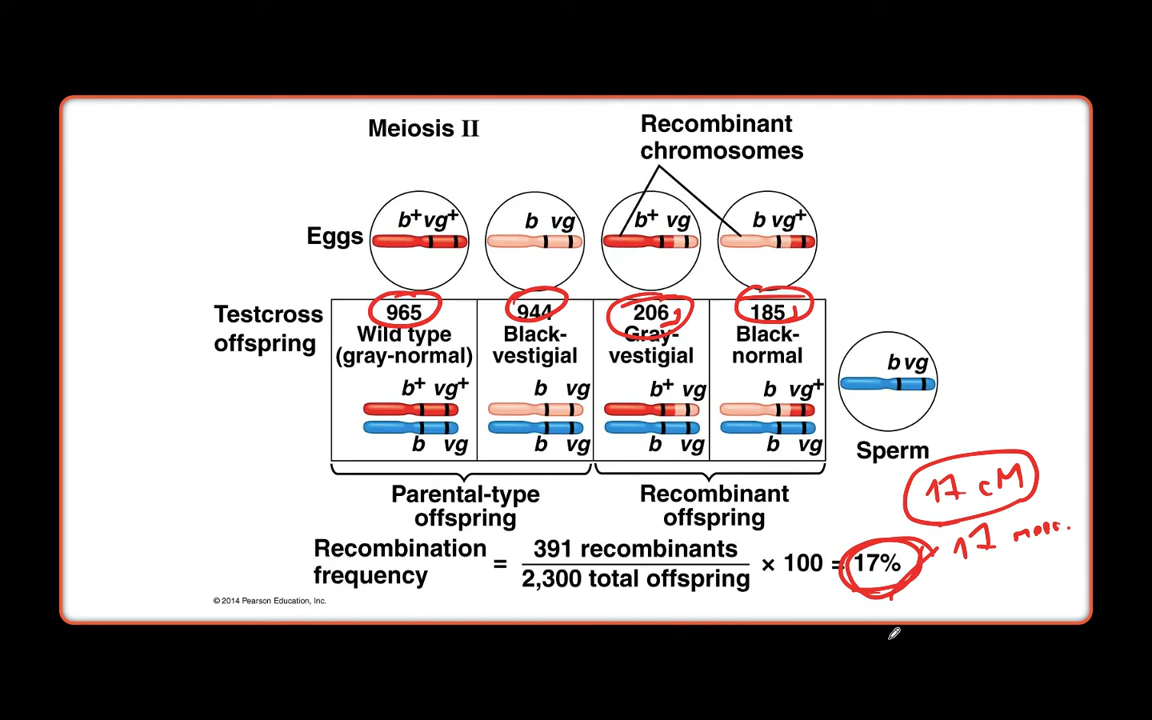 Meiosis II
Recombinant
chromosomes
Eggs
b+ vg+
b vg
b+ vg
b vg+
Testcross
offspring
965
Wild type
(gray-normal)
944
Black-
vestigial
206
Gray-
vestigial
185
Black-
normal
b+ vg+
b vg
b vg
b vg
b+ vg
b vg
b vg+
b vg
b vg
Sperm
Parental-type
offspring
Recombinant
offspring
17 cM
17
Recombination
frequency
=
391 recombinants
2,300 total offspring
× 100 = 17%
© 2014 Pearson Education, Inc.